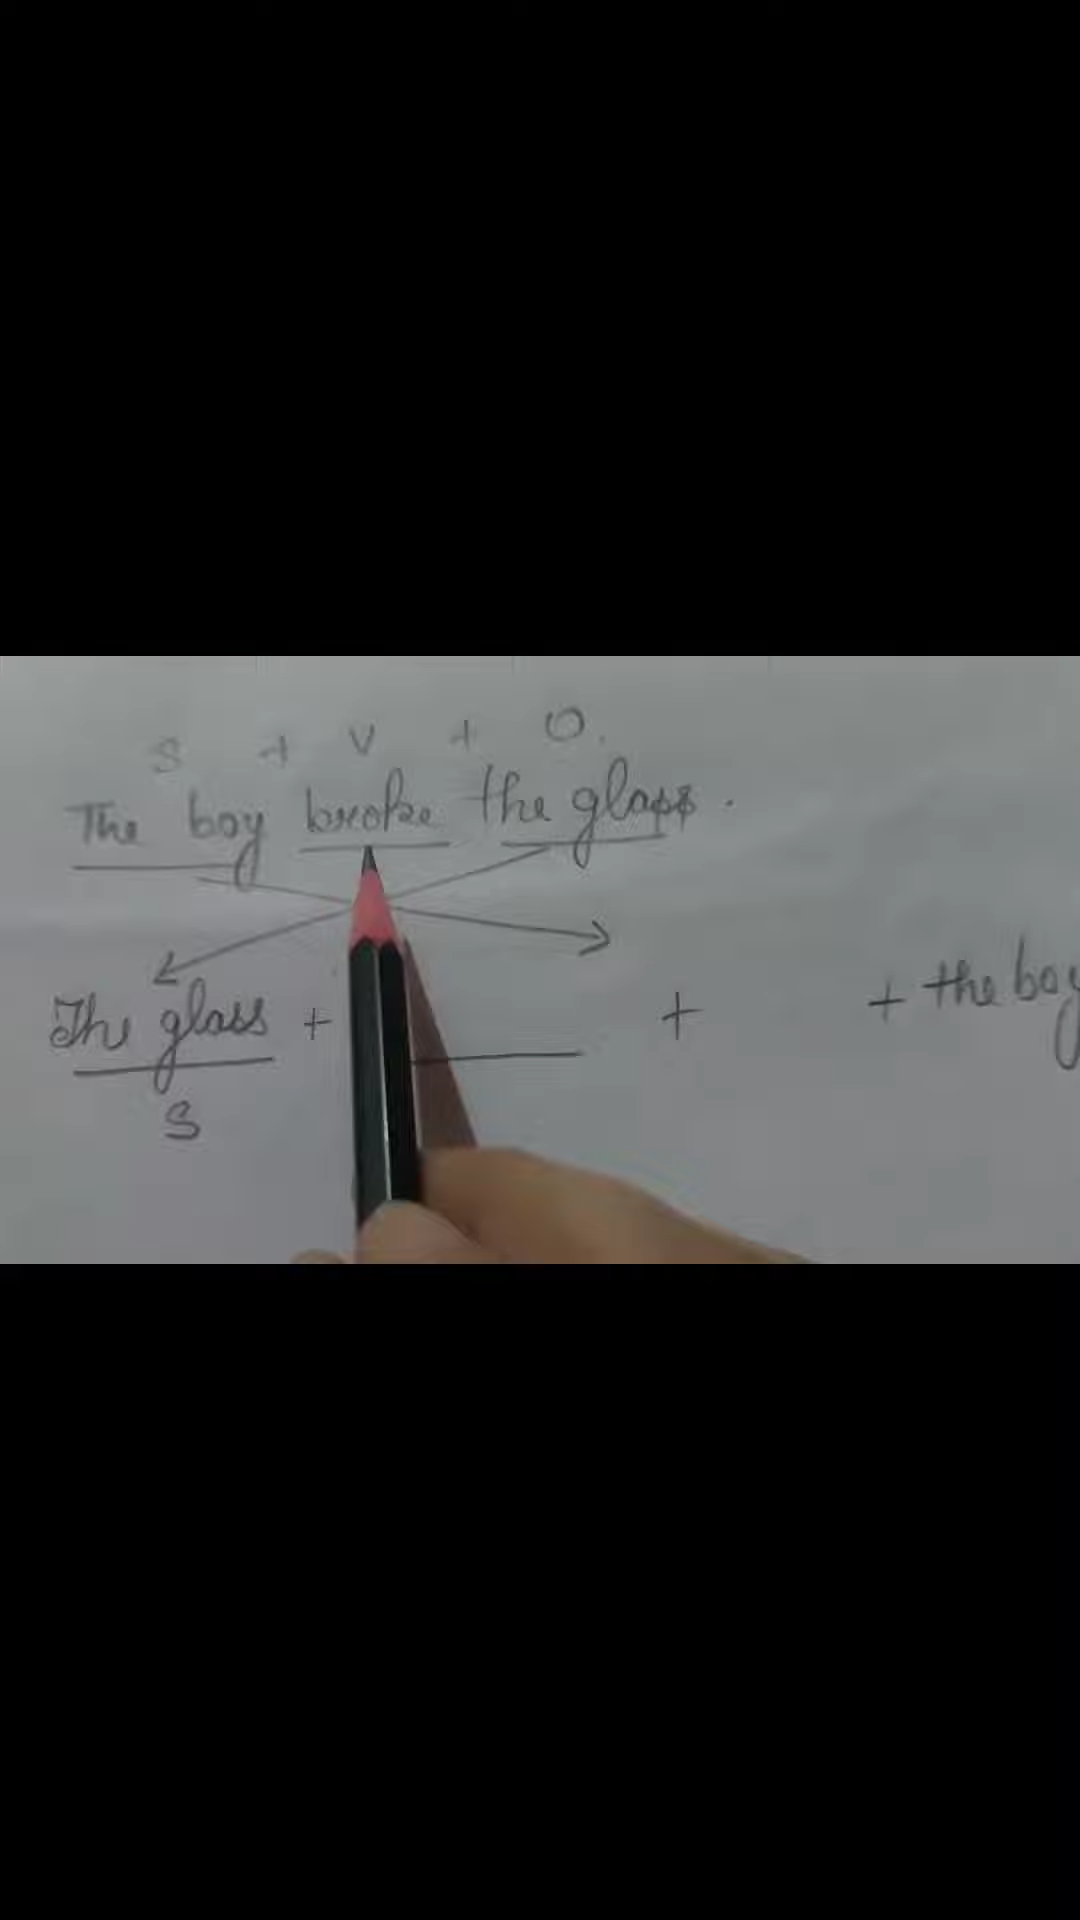 S + V + O.
The boy broke the glass.
The glass + + + the boy
S